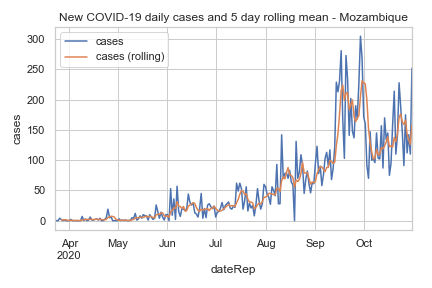 New COVID-19 daily cases and 5 day rolling mean - Mozambique
cases
cases (rolling)
300
250
200
150
100
50
0
cases
Apr May Jun Jul Aug Sep Oct
2020
dateRep